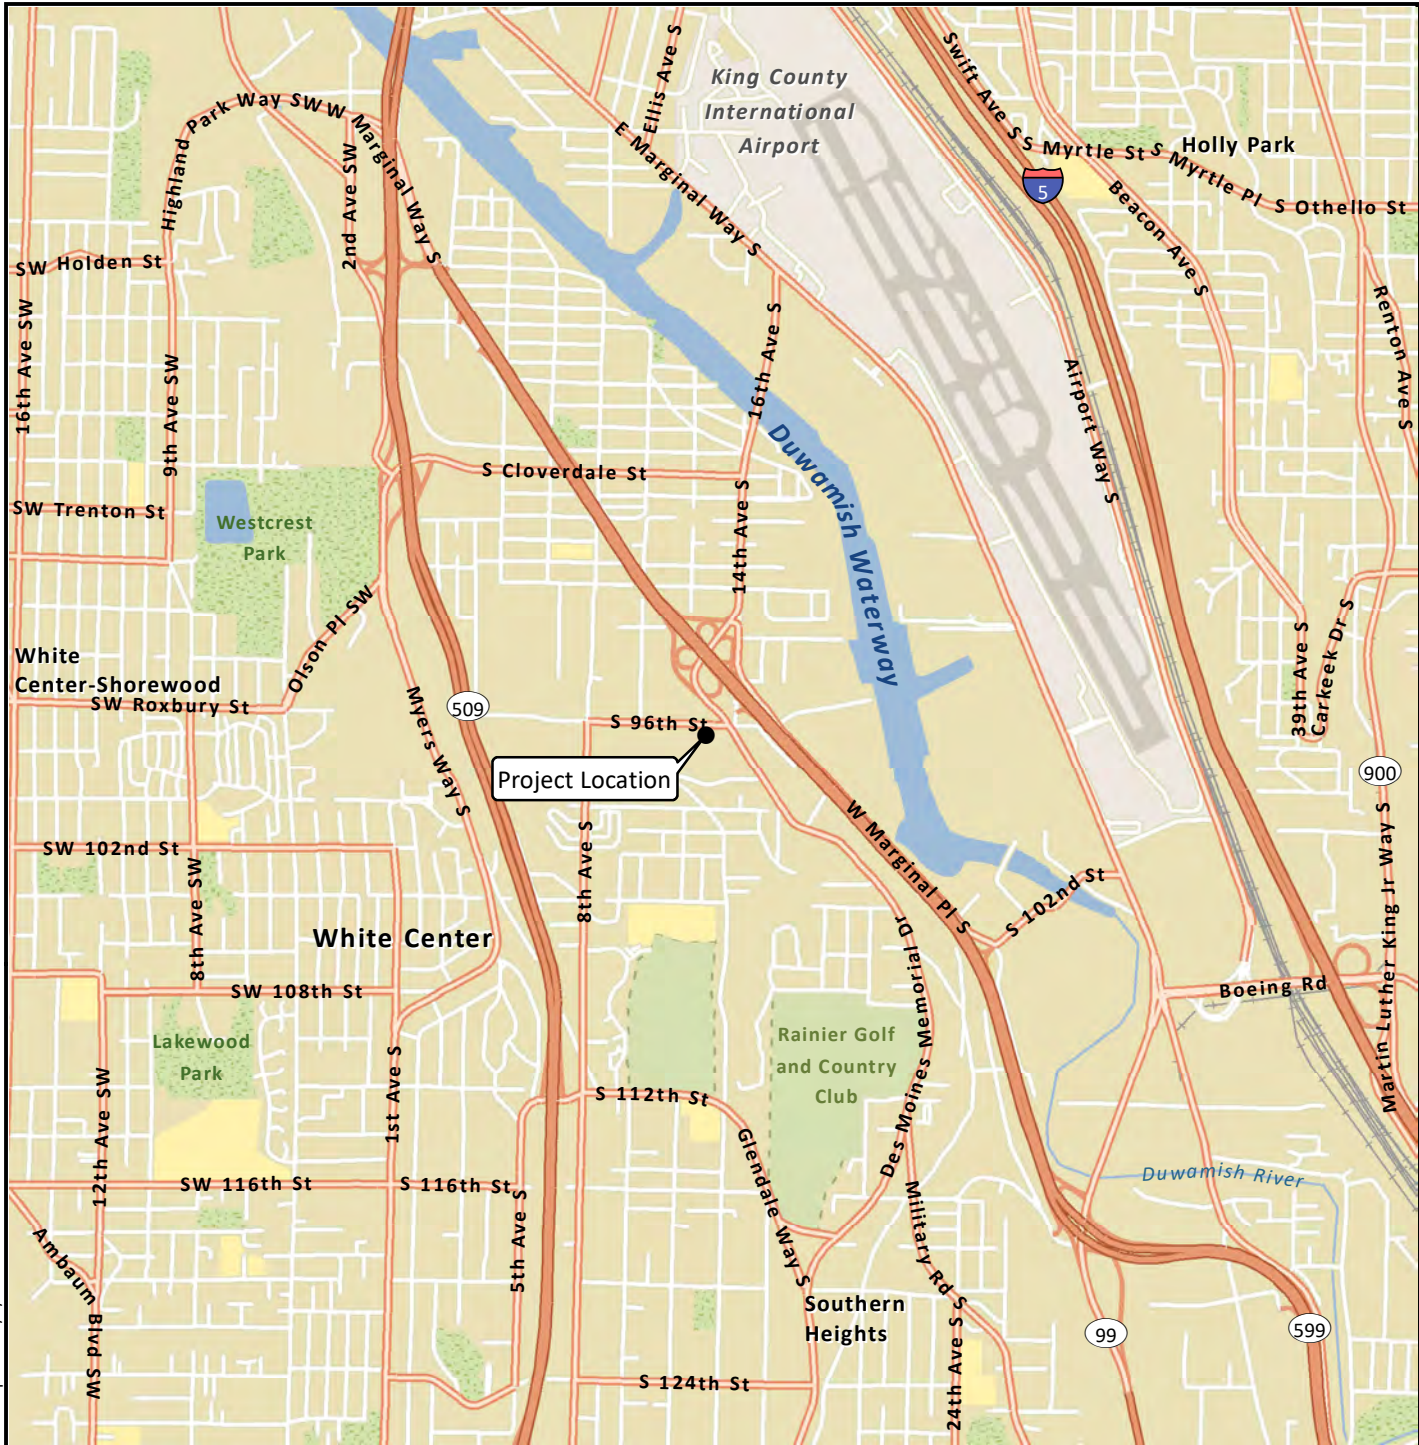 King County
International
Airport
Ellis Ave S
E Marginal Way S
Swift Ave S
S Myrtle St
S Myrtle Pl
Holly Park
S Othello St
5
Beacon Ave S
Renton Ave S
Highland Park Way SW
W Marginal Way S
2nd Ave SW
SW Holden St
16th Ave SW
9th Ave SW
16th Ave S
Airport Way S
S Cloverdale St
Duwamish Waterway
SW Trenton St
Westcrest
Park
14th Ave S
Olson Pl SW
White
Center-Shorewood
SW Roxbury St
Myers Way S
509
S 96th St
Project Location
39th Ave S
Carkeek Dr S
900
Martin Luther King Jr Way S
W Marginal Pl S
SW 102nd St
8th Ave SW
8th Ave S
S 102nd St
White Center
Des Moines Memorial Dr
SW 108th St
Boeing Rd
Lakewood
Park
Rainier Golf
and Country
Club
12th Ave SW
1st Ave S
S 112th St
Glendale Way S
SW 116th St
S 116th St
5th Ave S
Military Rd S
Duwamish River
Ambaum Blvd SW
Southern
Heights
99
599
S 124th St
24th Ave S